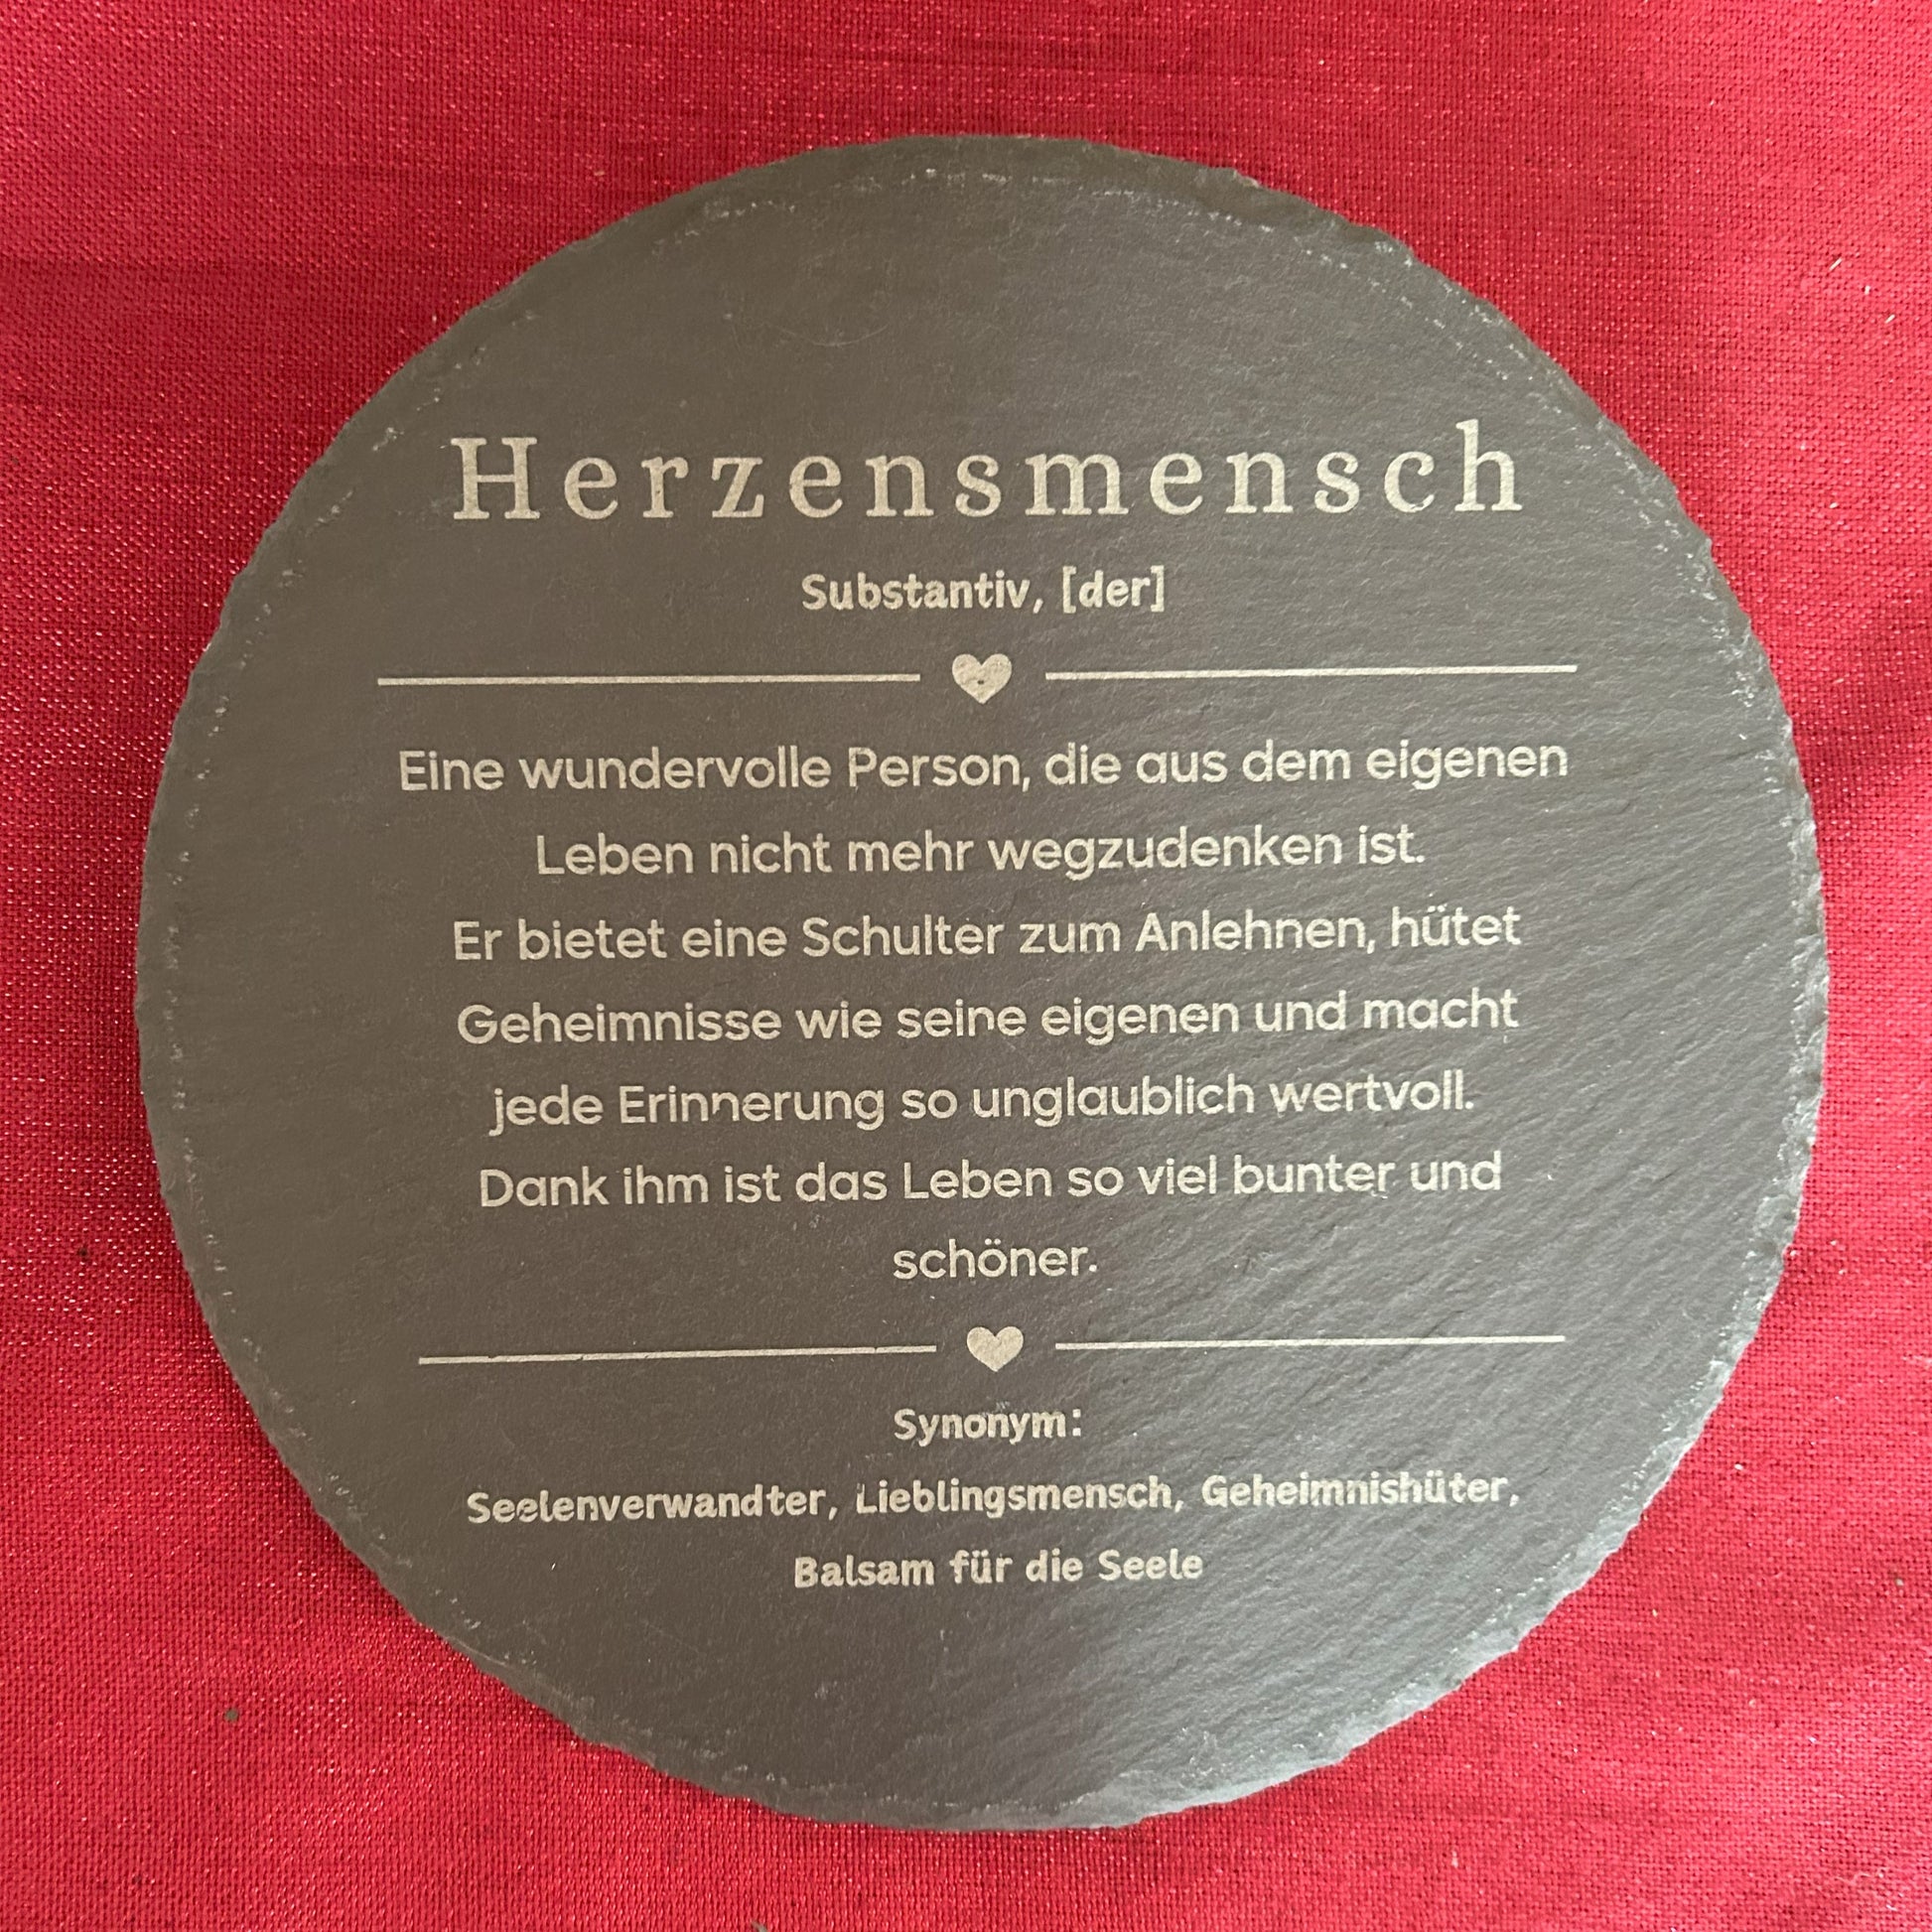 Herzensmensch
Substantiv, [der]
Eine wundervolle Person, die aus dem eigenen
Leben nicht mehr wegzudenken ist.
Er bietet eine Schulter zum Anlehnen, hütet
Geheimnisse wie seine eigenen und macht
jede Erinnerung so unglaublich wertvoll.
Dank ihm ist das Leben so viel bunter und
schöner.
Synonym:
Seelenverwandter, Lieblingsmensch, Geheimnishüter,
Balsam für die Seele